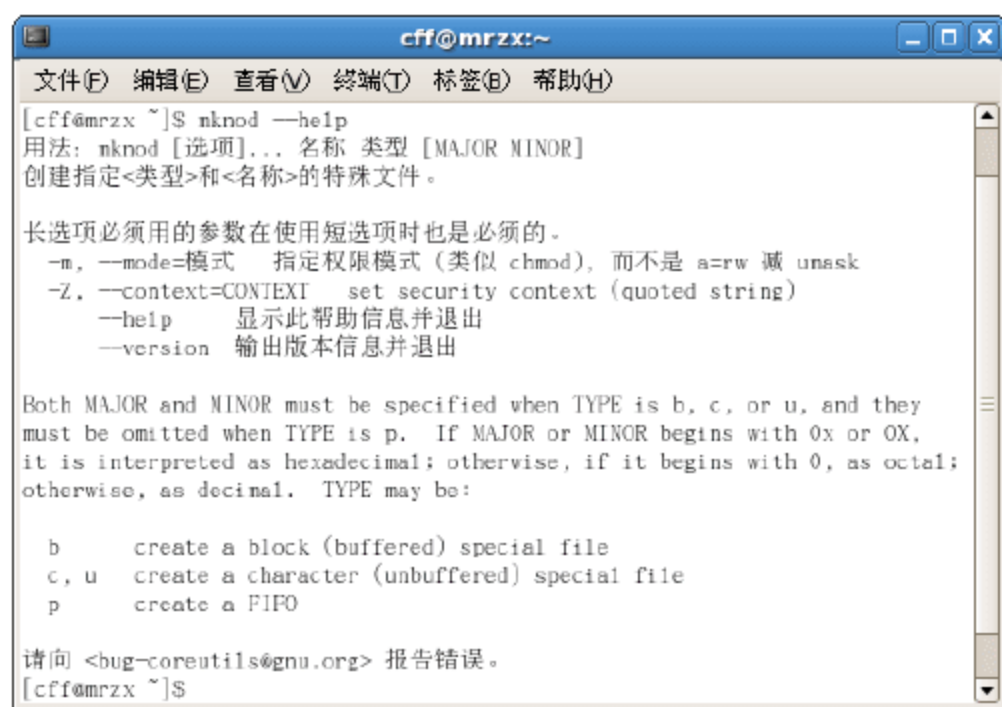 cff@mrzx:~
文件(F) 编辑(E) 查看(V) 终端(T) 标签(B) 帮助(H)
[cff@mrzx ~]$ mknod --help
用法: mknod [选项]... 名称 类型 [MAJOR MINOR]
创建指定<类型>和<名称>的特殊文件。
长选项必须用的参数在使用短选项时也是必须的。
-m, --mode=模式 指定权限模式 (类似 chmod), 而不是 a=rw 减 umask
-Z, --context=CONTEXT set security context (quoted string)
--help 显示此帮助信息并退出
--version 输出版本信息并退出
Both MAJOR and MINOR must be specified when TYPE is b, c, or u, and they
must be omitted when TYPE is p. If MAJOR or MINOR begins with 0x or 0X,
it is interpreted as hexadecimal; otherwise, if it begins with 0, as octal;
otherwise, as decimal. TYPE may be:
b create a block (buffered) special file
c, u create a character (unbuffered) special file
p create a FIFO
请向 <bug-coreutils@gnu.org> 报告错误。
[cff@mrzx ~]$